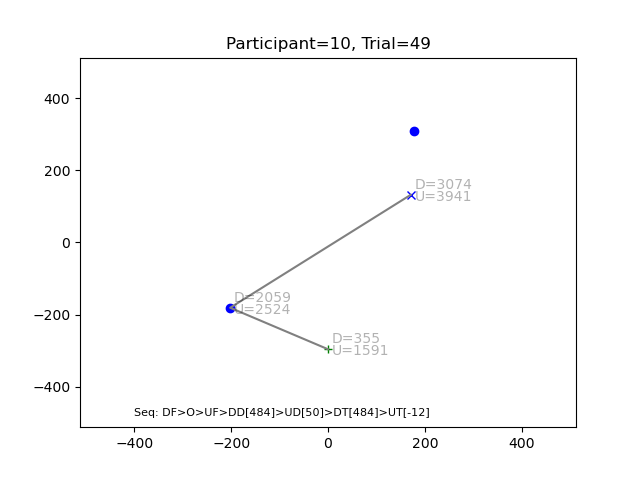 Participant=10, Trial=49
400
200
0
−200
−400
D=3074
U=3941
D=2059
U=2524
D=355
U=1591
Seq: DF>O>UF>DD[484]>UD[50]>DT[484]>UT[-12]
−400 −200 0 200 400